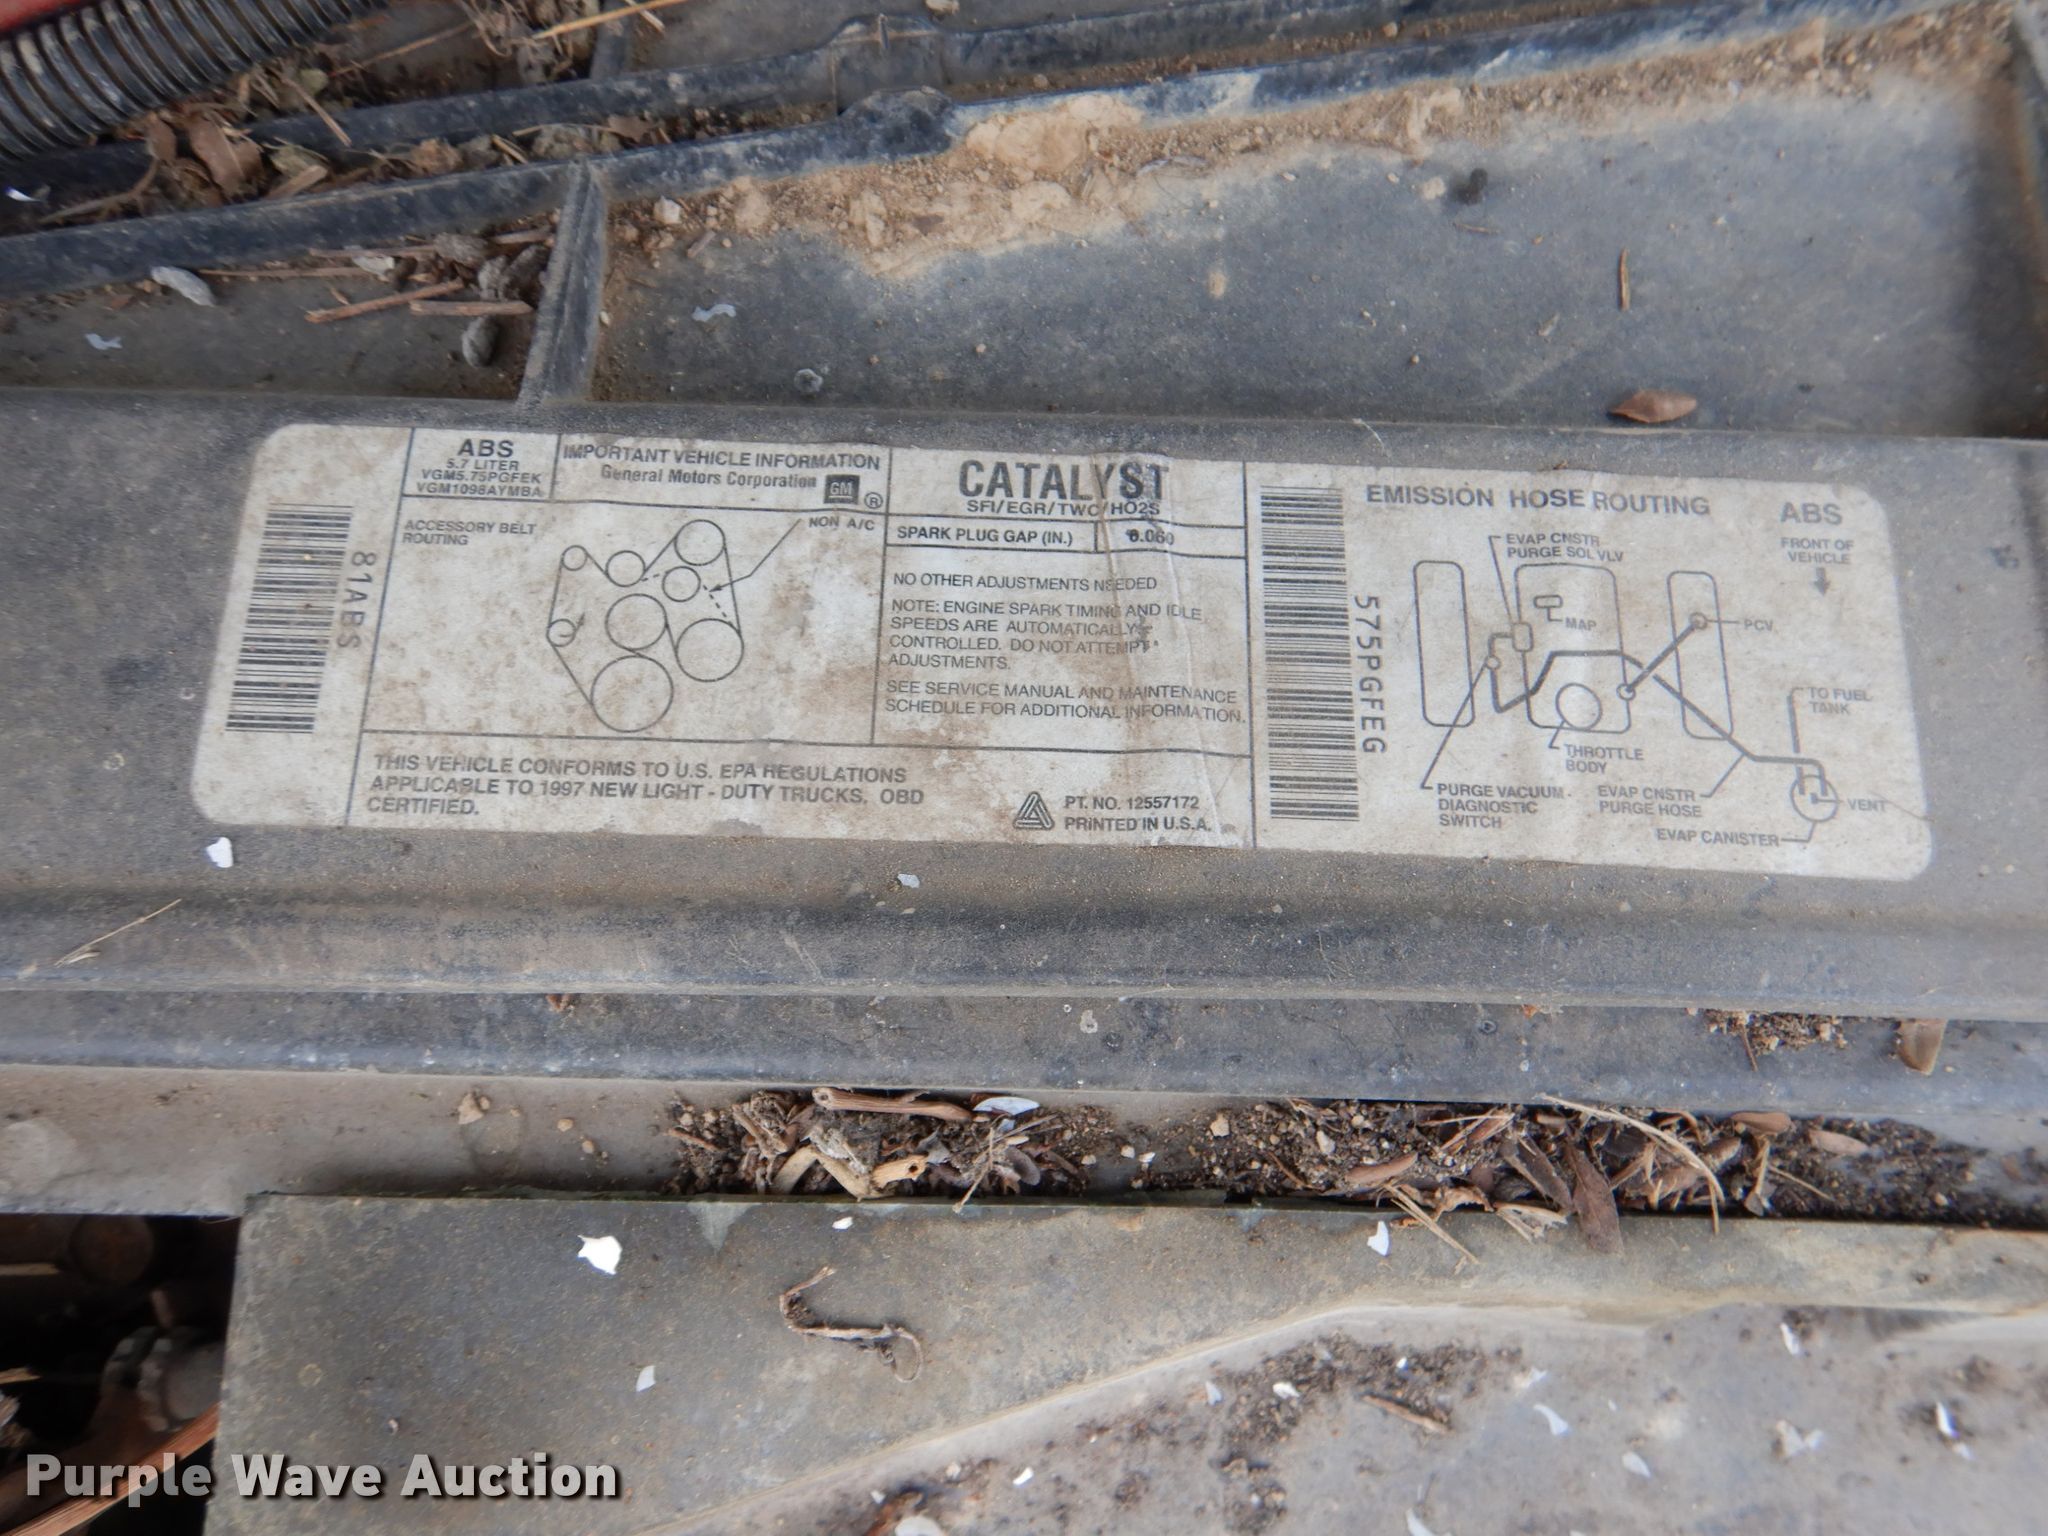 81ABS
ABS
5.7 LITER
VGM5.75PGFEK
VGM1098AYMBA
IMPORTANT VEHICLE INFORMATION
General Motors Corporation GM ®
ACCESSORY BELT
ROUTING
NON A/C
CATALYST
SFI/EGR/TWC/HO2S
SPARK PLUG GAP (IN.) 0.060
NO OTHER ADJUSTMENTS NEEDED
NOTE: ENGINE SPARK TIMING AND IDLE
SPEEDS ARE AUTOMATICALLY
CONTROLLED. DO NOT ATTEMPT
ADJUSTMENTS.
SEE SERVICE MANUAL AND MAINTENANCE
SCHEDULE FOR ADDITIONAL INFORMATION.
THIS VEHICLE CONFORMS TO U.S. EPA REGULATIONS
APPLICABLE TO 1997 NEW LIGHT - DUTY TRUCKS. OBD
CERTIFIED.
PT. NO. 12557172
PRINTED IN U.S.A.
575PGFEG
EMISSION HOSE ROUTING
ABS
FRONT OF
VEHICLE
EVAP CNSTR
PURGE SOL VLV
MAP
PCV
TO FUEL
TANK
THROTTLE
BODY
PURGE VACUUM
DIAGNOSTIC
SWITCH
EVAP CNSTR
PURGE HOSE
VENT
EVAP CANISTER
Purple Wave Auction